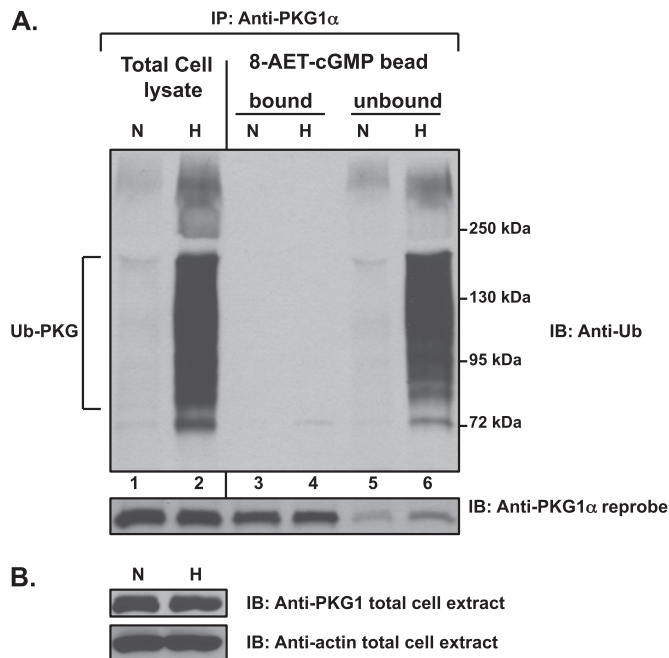 A.
IP: Anti-PKG1α
Total Cell
lysate
8-AET-cGMP bead
bound
unbound
N
H
N
H
N
H
250 kDa
130 kDa
Ub-PKG
IB: Anti-Ub
95 kDa
72 kDa
1
2
3
4
5
6
IB: Anti-PKG1α reprobe
B.
N
H
IB: Anti-PKG1 total cell extract
IB: Anti-actin total cell extract